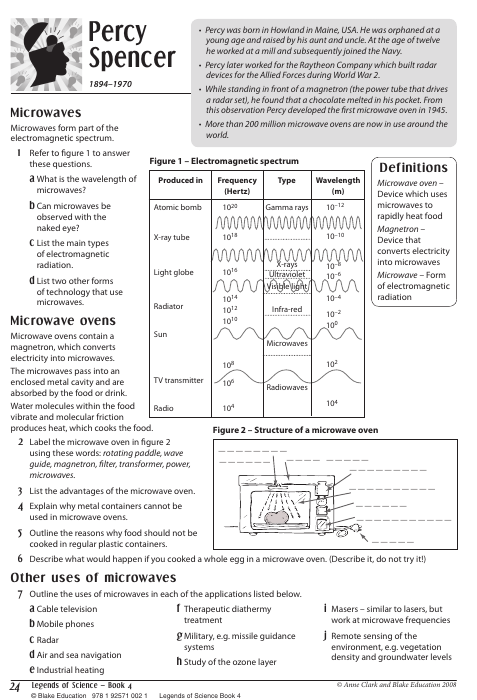 Percy
Spencer
1894–1970
• Percy was born in Howland in Maine, USA. He was orphaned at a
young age and raised by his aunt and uncle. At the age of twelve
he worked at a mill and subsequently joined the Navy.
• Percy later worked for the Raytheon Company which built radar
devices for the Allied Forces during World War 2.
• While standing in front of a magnetron (the power tube that drives
a radar set), he found that a chocolate melted in his pocket. From
this observation Percy developed the first microwave oven in 1945.
• More than 200 million microwave ovens are now in use around the
world.
Microwaves
Microwaves form part of the
electromagnetic spectrum.
1 Refer to figure 1 to answer
these questions.
a What is the wavelength of
microwaves?
b Can microwaves be
observed with the
naked eye?
c List the main types
of electromagnetic
radiation.
d List two other forms
of technology that use
microwaves.
Microwave ovens
Microwave ovens contain a
magnetron, which converts
electricity into microwaves.
The microwaves pass into an
enclosed metal cavity and are
absorbed by the food or drink.
Water molecules within the food
vibrate and molecular friction
produces heat, which cooks the food.
Figure 1 – Electromagnetic spectrum
Produced in Frequency (Hertz) Type Wavelength (m)
Atomic bomb 10²⁰ Gamma rays 10⁻¹²
X-ray tube 10¹⁸ 10⁻¹⁰
X-rays 10⁻⁸
Light globe 10¹⁶ Ultraviolet 10⁻⁶
Visible light
10¹⁴ 10⁻⁴
Radiator 10¹² Infra-red 10⁻²
10¹⁰ 10⁰
Sun
Microwaves
10⁸ 10²
TV transmitter 10⁶ Radiowaves
Radio 10⁴ 10⁴
Definitions
Microwave oven –
Device which uses
microwaves to
rapidly heat food
Magnetron –
Device that
converts electricity
into microwaves
Microwave – Form
of electromagnetic
radiation
2 Label the microwave oven in figure 2
using these words: rotating paddle, wave
guide, magnetron, filter, transformer, power,
microwaves.
3 List the advantages of the microwave oven.
4 Explain why metal containers cannot be
used in microwave ovens.
5 Outline the reasons why food should not be
cooked in regular plastic containers.
Figure 2 – Structure of a microwave oven
6 Describe what would happen if you cooked a whole egg in a microwave oven. (Describe it, do not try it!)
Other uses of microwaves
7 Outline the uses of microwaves in each of the applications listed below.
a Cable television
b Mobile phones
c Radar
d Air and sea navigation
e Industrial heating
f Therapeutic diathermy
treatment
g Military, e.g. missile guidance
systems
h Study of the ozone layer
i Masers – similar to lasers, but
work at microwave frequencies
j Remote sensing of the
environment, e.g. vegetation
density and groundwater levels
24 Legends of Science – Book 4
© Anne Clark and Blake Education 2008
© Blake Education 978 1 92571 002 1 Legends of Science Book 4